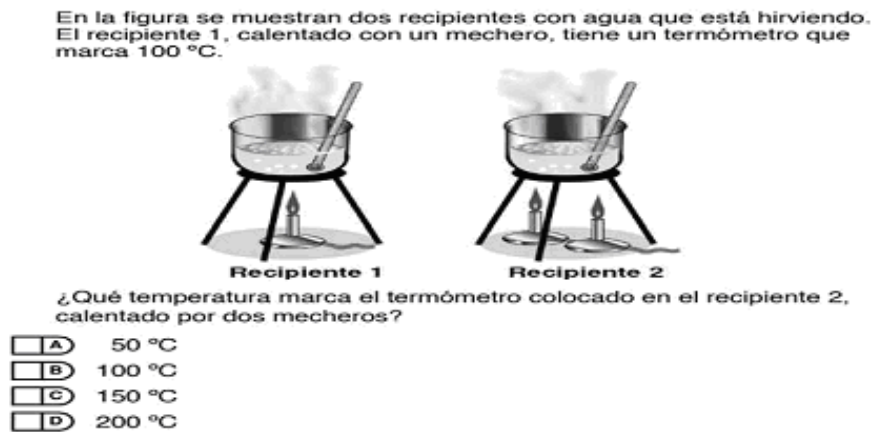 En la figura se muestran dos recipientes con agua que está hirviendo.
El recipiente 1, calentado con un mechero, tiene un termómetro que
marca 100 ºC.
Recipiente 1
Recipiente 2
¿Qué temperatura marca el termómetro colocado en el recipiente 2,
calentado por dos mecheros?
A 50 ºC
B 100 ºC
C 150 ºC
D 200 ºC